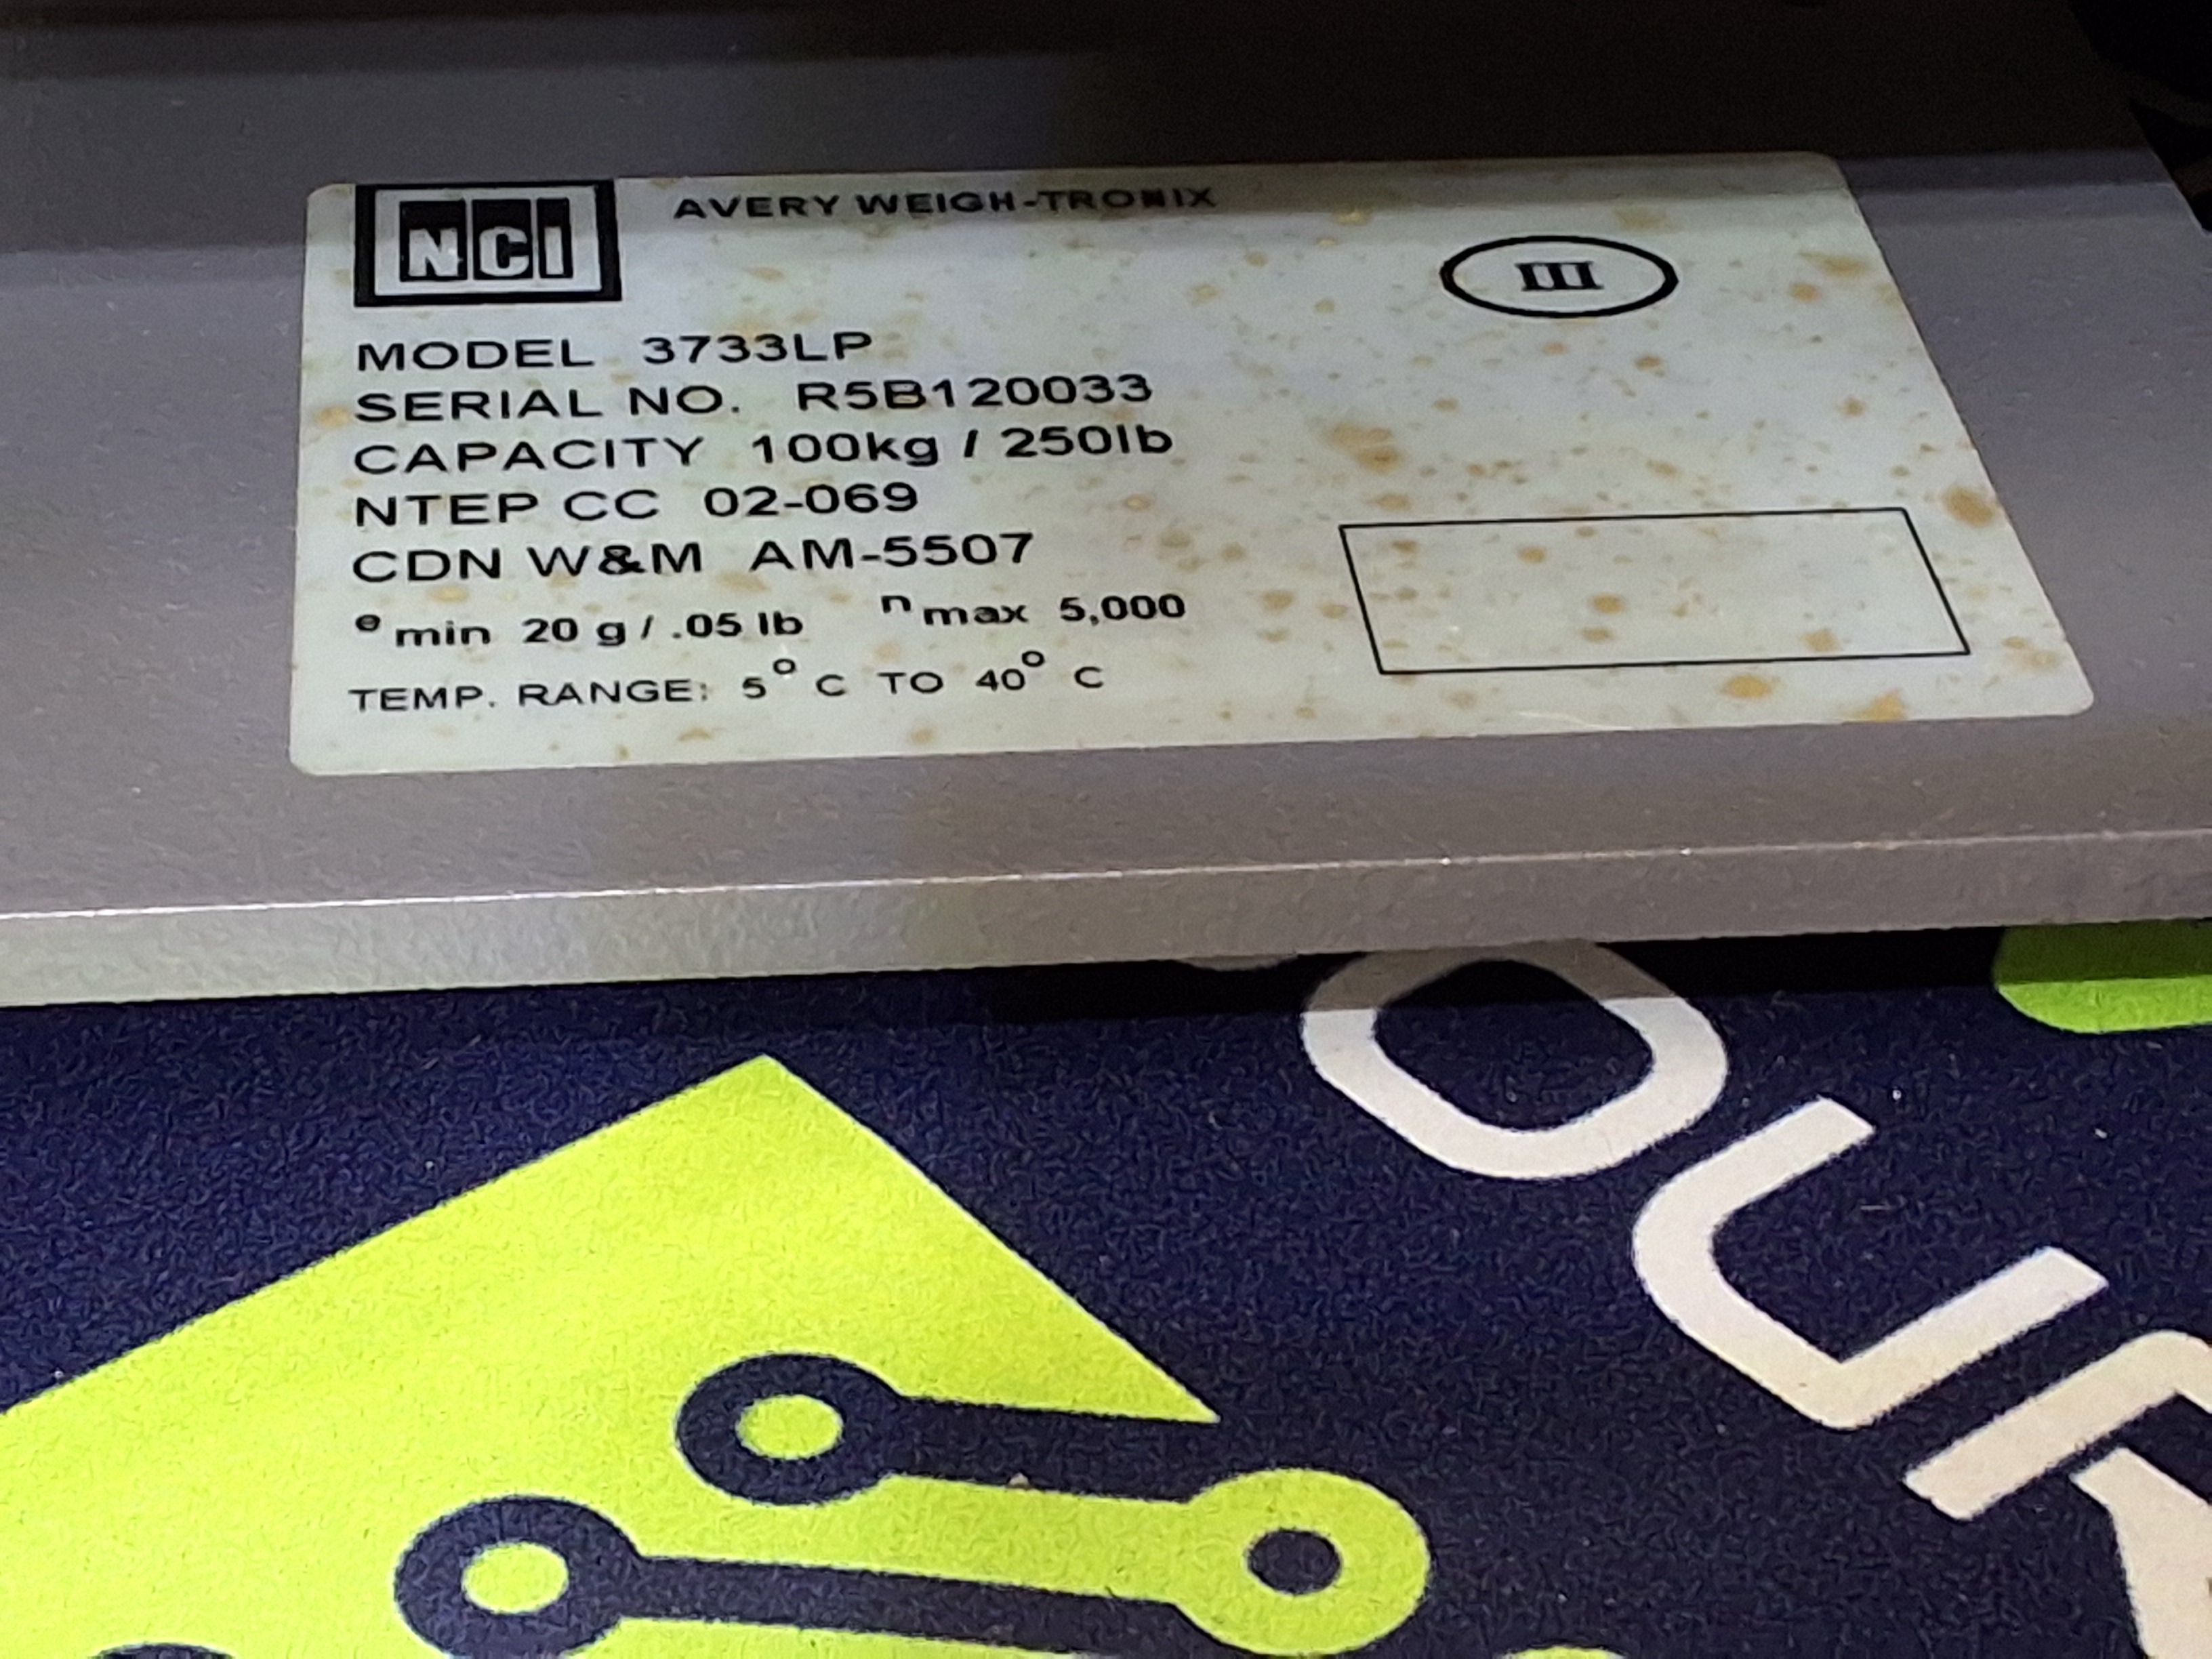 NCI AVERY WEIGH-TRONIX
III
MODEL 3733LP
SERIAL NO. R5B120033
CAPACITY 100kg / 250lb
NTEP CC 02-069
CDN W&M AM-5507
e min 20 g / .05 lb n max 5,000
TEMP. RANGE: 5° C TO 40° C